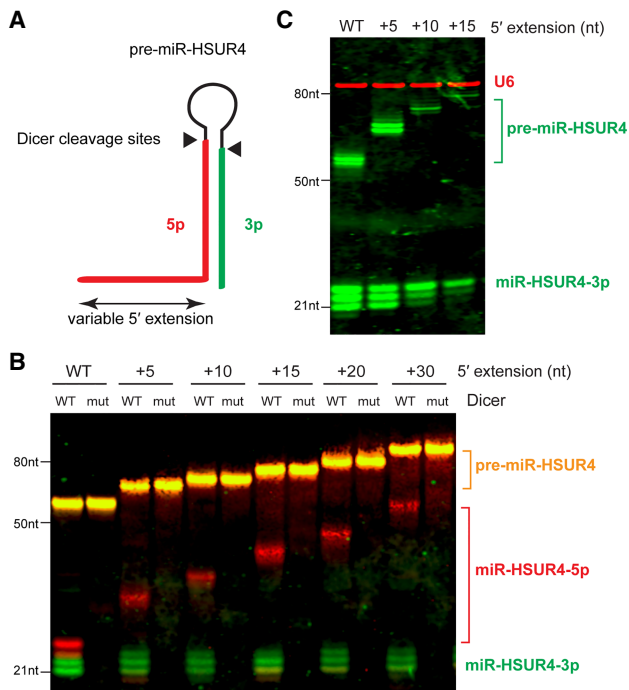 A
pre-miR-HSUR4
Dicer cleavage sites
5p
3p
variable 5′ extension
C
WT +5 +10 +15 5′ extension (nt)
U6
80nt
pre-miR-HSUR4
50nt
miR-HSUR4-3p
21nt
B
WT +5 +10 +15 +20 +30 5′ extension (nt)
WT mut WT mut WT mut WT mut WT mut WT mut Dicer
80nt
pre-miR-HSUR4
50nt
miR-HSUR4-5p
miR-HSUR4-3p
21nt